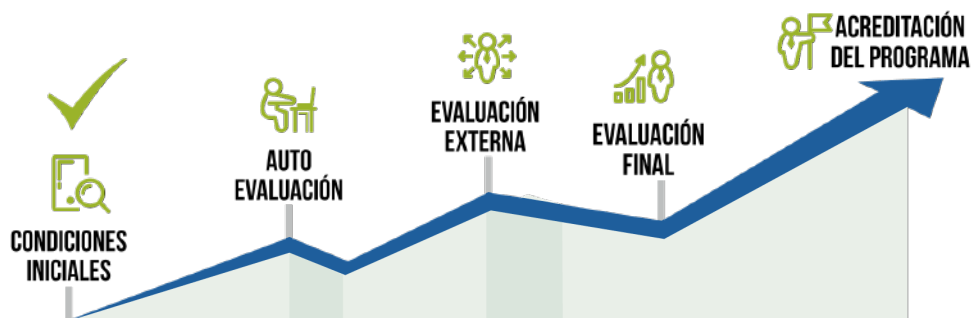 CONDICIONES
INICIALES
AUTO
EVALUACIÓN
EVALUACIÓN
EXTERNA
EVALUACIÓN
FINAL
ACREDITACIÓN
DEL PROGRAMA